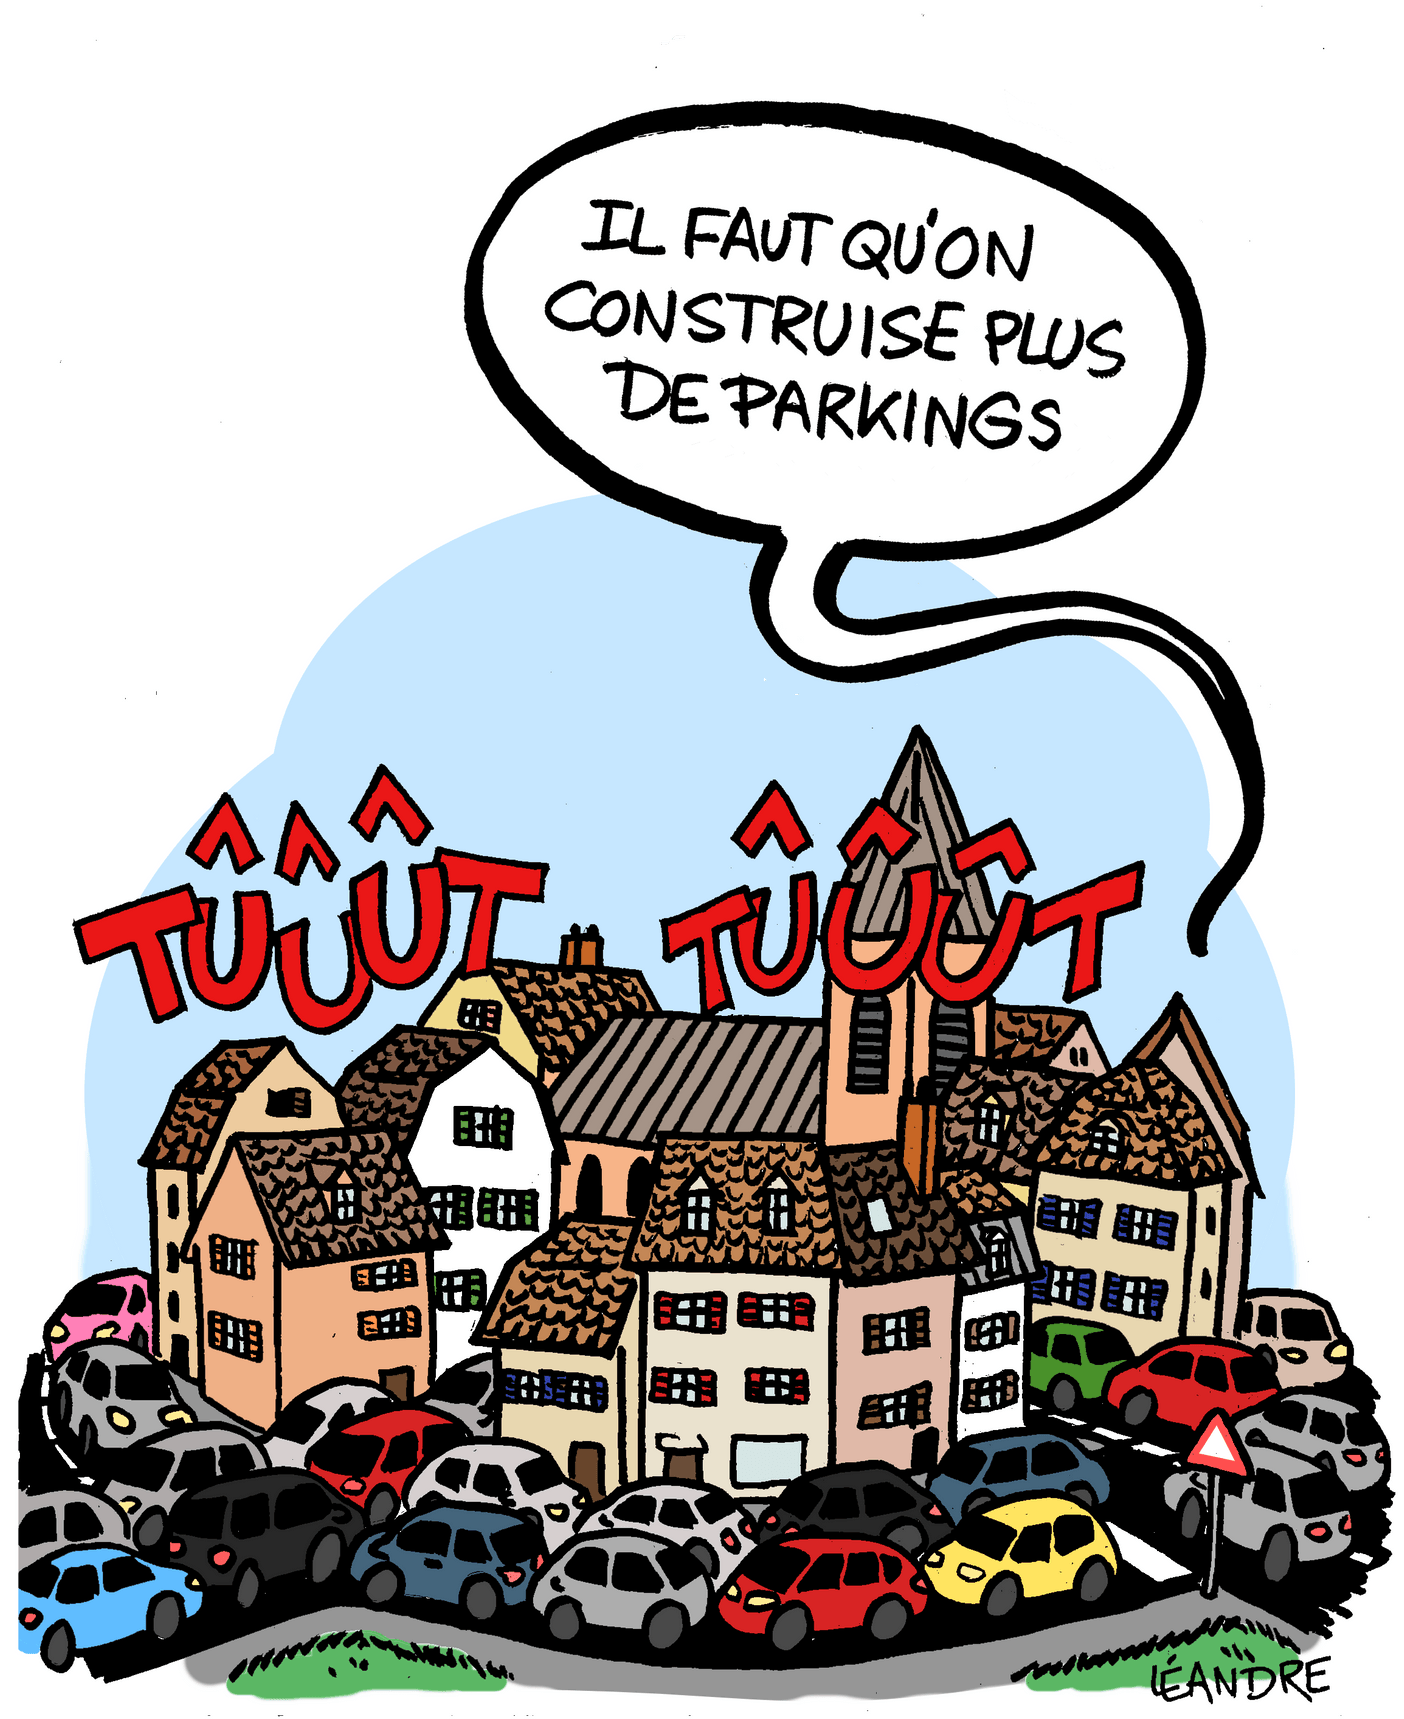 IL FAUT QU'ON
CONSTRUISE PLUS
DE PARKINGS
TÛÛÛT TÛÛÛT
LÉANDRE